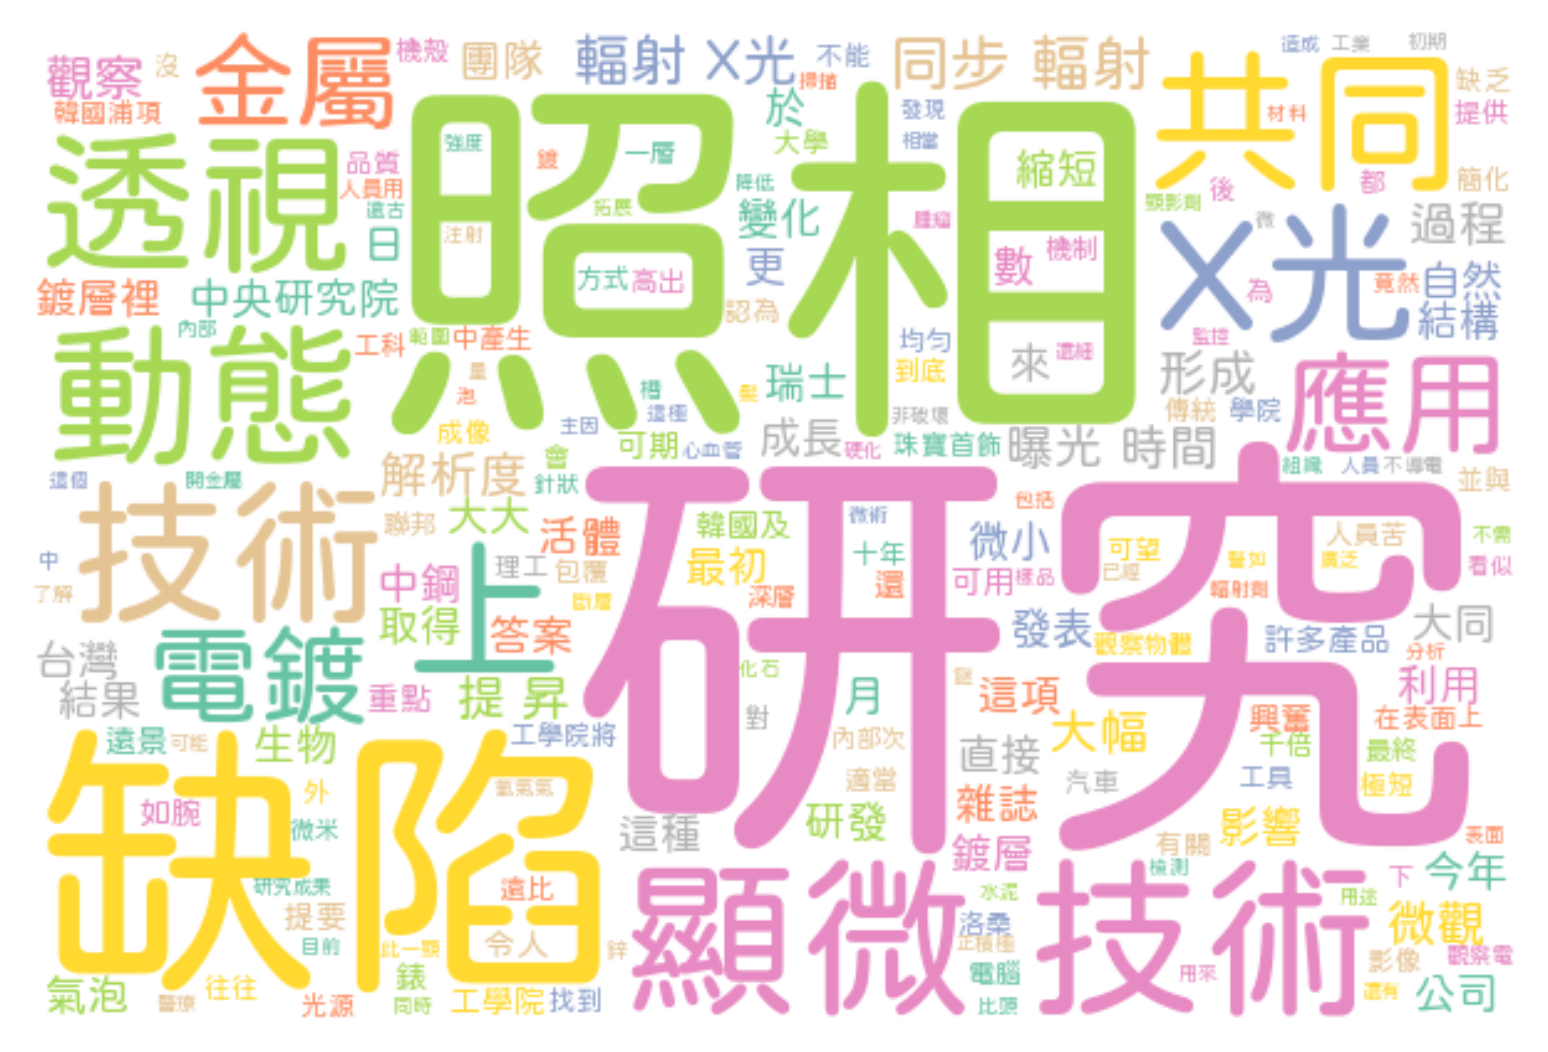 觀察 沒 金屬 機殼 團隊 輻射 X光 不能 同步 輻射 共同 造成 工業 初期
韓國浦項 掃描 於 發現 材料 缺乏 提供
透視 品質 照相 強度 鍍 一層 大學 相當 縮短
人員用 遠古 日 注射 拓展 降低 變化 腫瘤 顯影劑 後 都 簡化
鍍層裡 中央研究院 方式 高出 更 認為 數 機制 X光 微 為 過程 竟然 自然 結構 監控
動態 內部 工科 範圍 中產生 量 泡 槽 這極 髮 瑞士 均勻 到底 來 還細 形成 應用
成像 主因 可期 心血管 成長 硬化 非破壞 珠寶首飾 曝光 時間 傳統 學院
這個 開金屬 解析度 會 針狀 研究 包括 組織 人員 不導電 並與
技術 聯邦 大大 活體 韓國及 微術 十年 微小 可望 已經 聲如 人員苦 廣泛 不需 看似
中 了解 中鋼 上 理工 包覆 斷層 最初 深層 還 可用 樣品 輻射劑
台灣 電鍍 取得 答案 化石 發表 觀察物體 許多產品 大同 分析
結果 重點 提 昇 對 月 謎 這項 大幅 興奮 利用 在表面上
遠景 可能 生物 工學院將 內部次 直接 千倍 最終
缺陷 如腕 外 微米 氫氣氣 這種 適當 研發 雜誌 汽車 工具 極短 影響 表面
研究成果 遠比 顯微 鍍層 有關 檢測 技術 下 今年
提要 目前 此一顆 令人 鋅 水泥 洛桑 正積極 用途 微觀
氣泡 醫療 往往 光源 錶 同時 工學院 找到 電腦 比頭 用來 影像 還有 觀察電 公司